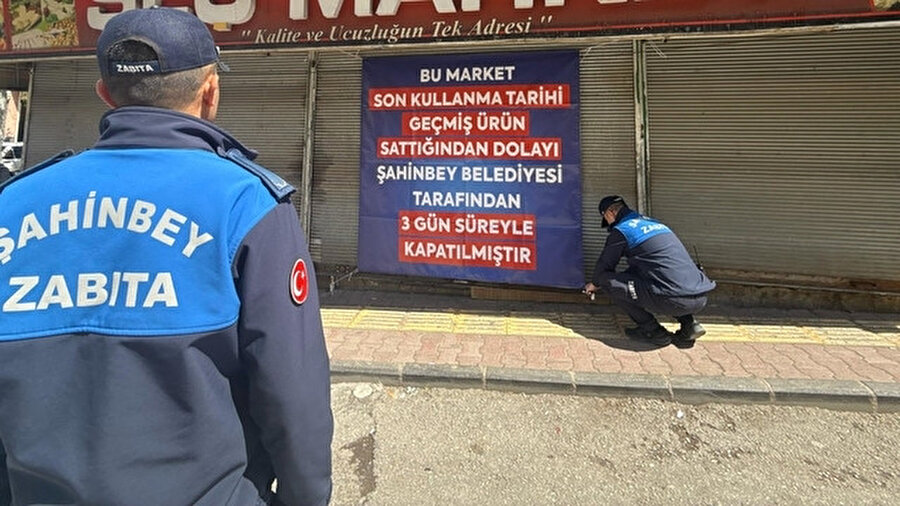 " Kalite ve Ucuzluğun Tek Adresi "
ZABITA
BU MARKET
SON KULLANMA TARİHİ
GEÇMİŞ ÜRÜN
SATTIĞINDAN DOLAYI
ŞAHİNBEY BELEDİYESİ
TARAFINDAN
3 GÜN SÜREYLE
KAPATILMIŞTIR
ŞAHİNBEY
ZABITA
ZABITA